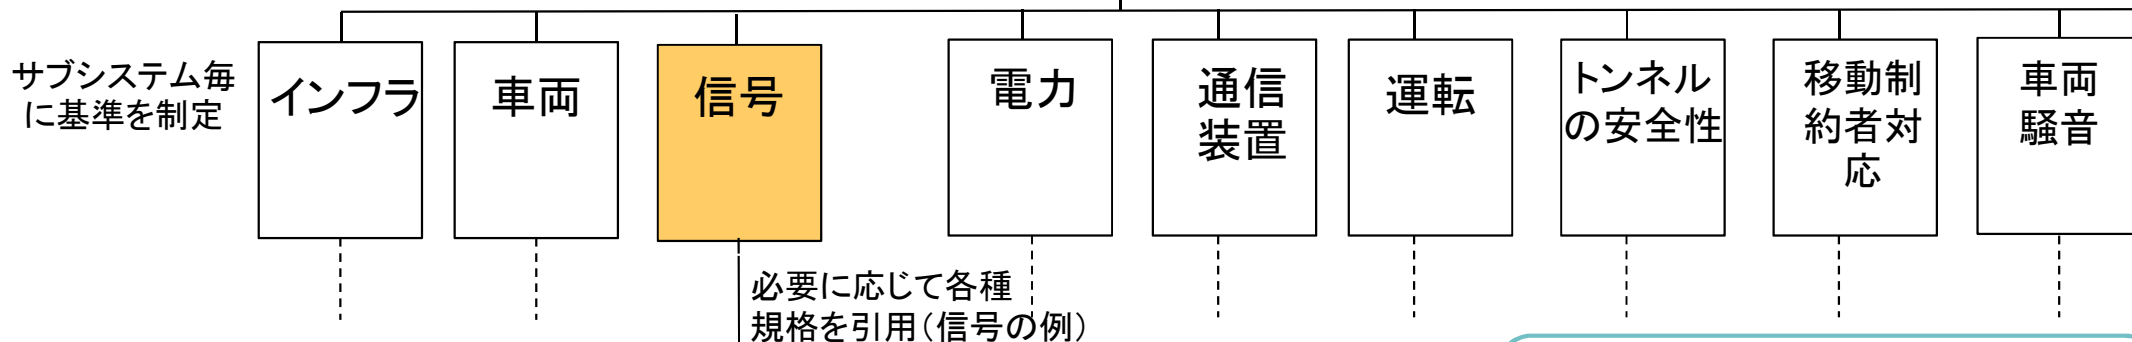 サブシステム毎
に基準を制定
インフラ
車両
信号
電力
通信
装置
運転
トンネル
の安全性
移動制
約者対
応
車両
騒音
必要に応じて各種
規格を引用(信号の例)